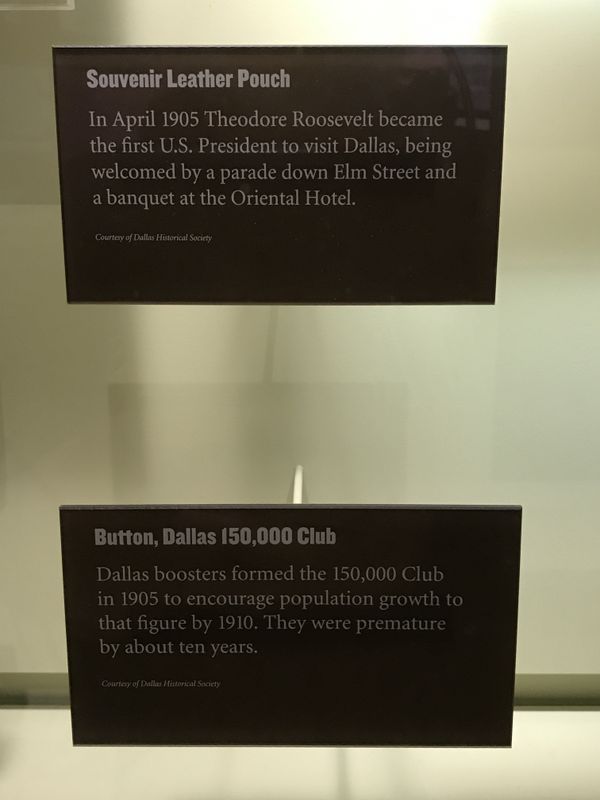 Souvenir Leather Pouch
In April 1905 Theodore Roosevelt became
the first U.S. President to visit Dallas, being
welcomed by a parade down Elm Street and
a banquet at the Oriental Hotel.
Courtesy of Dallas Historical Society
Button, Dallas 150,000 Club
Dallas boosters formed the 150,000 Club
in 1905 to encourage population growth to
that figure by 1910. They were premature
by about ten years.
Courtesy of Dallas Historical Society